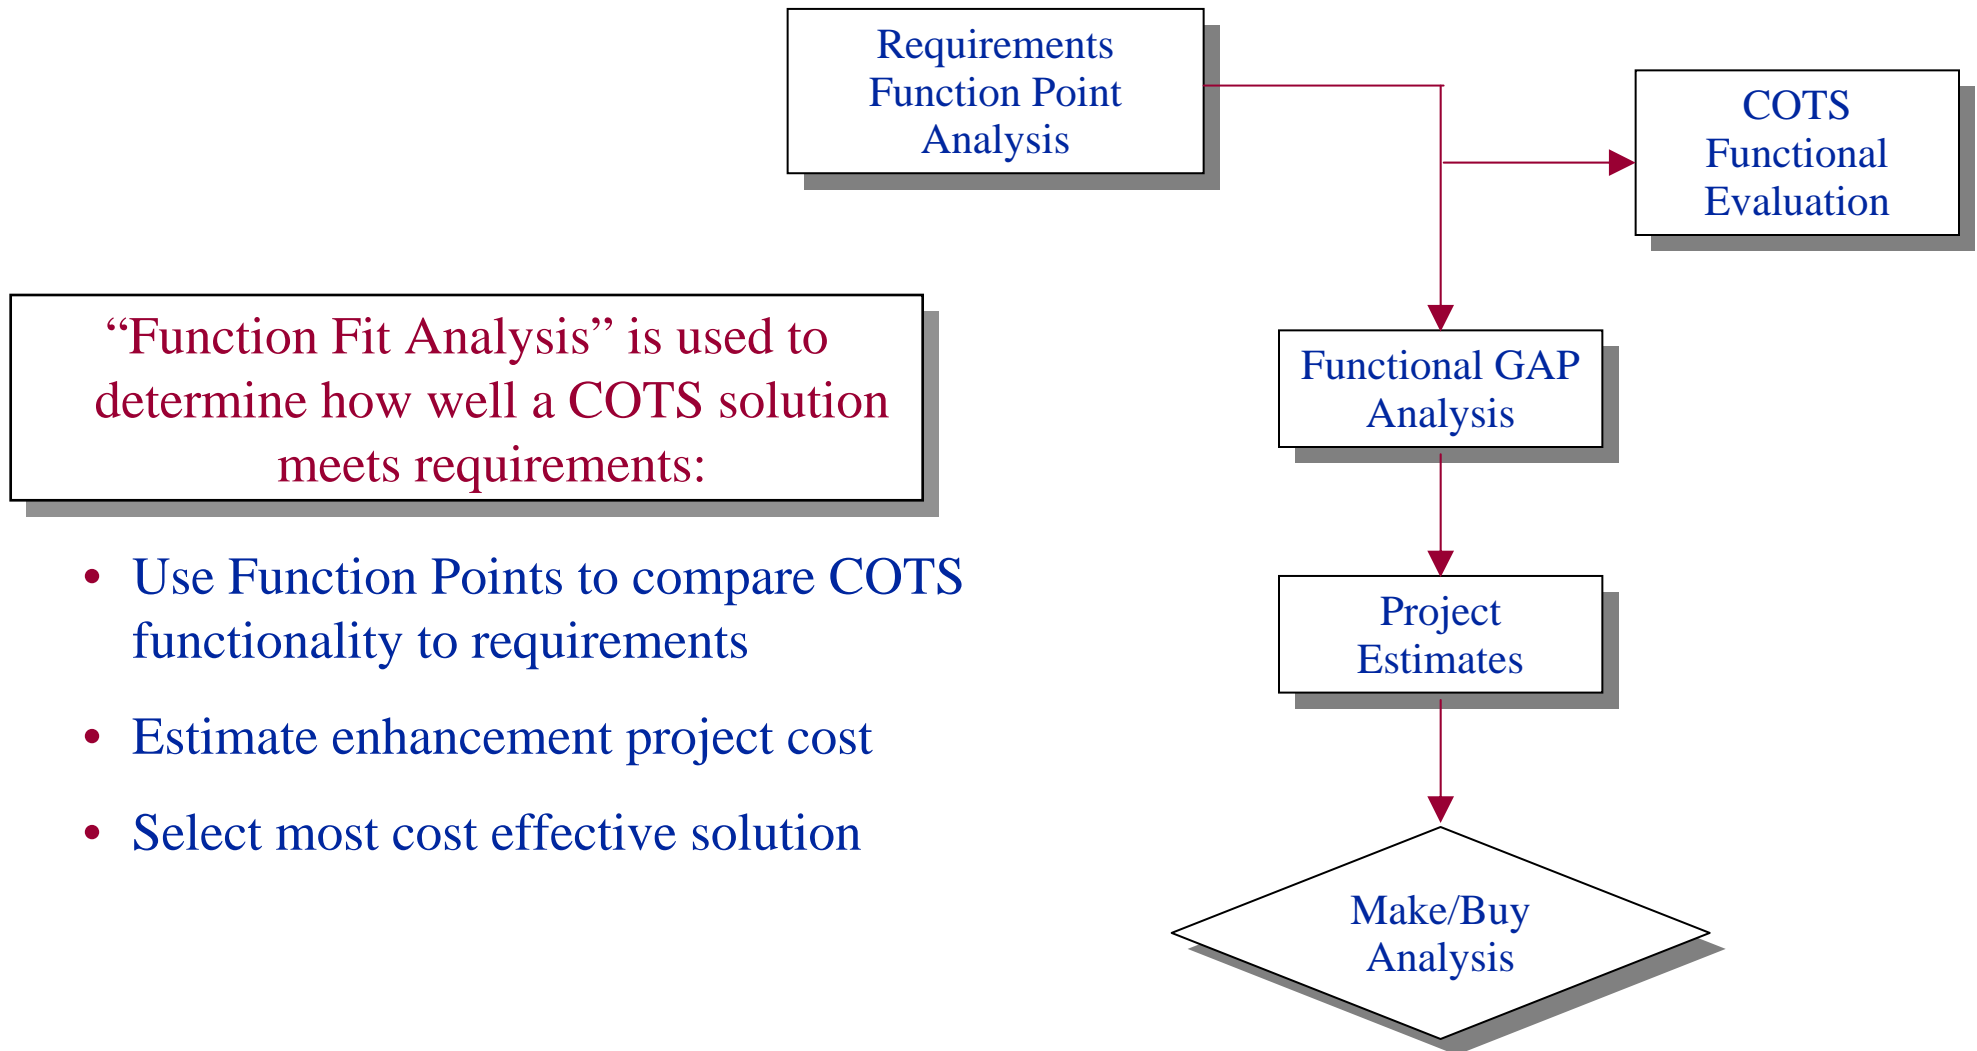 Requirements
Function Point
Analysis
COTS
Functional
Evaluation
“Function Fit Analysis” is used to
determine how well a COTS solution
meets requirements:
Functional GAP
Analysis
• Use Function Points to compare COTS
functionality to requirements
Project
Estimates
• Estimate enhancement project cost
• Select most cost effective solution
Make/Buy
Analysis